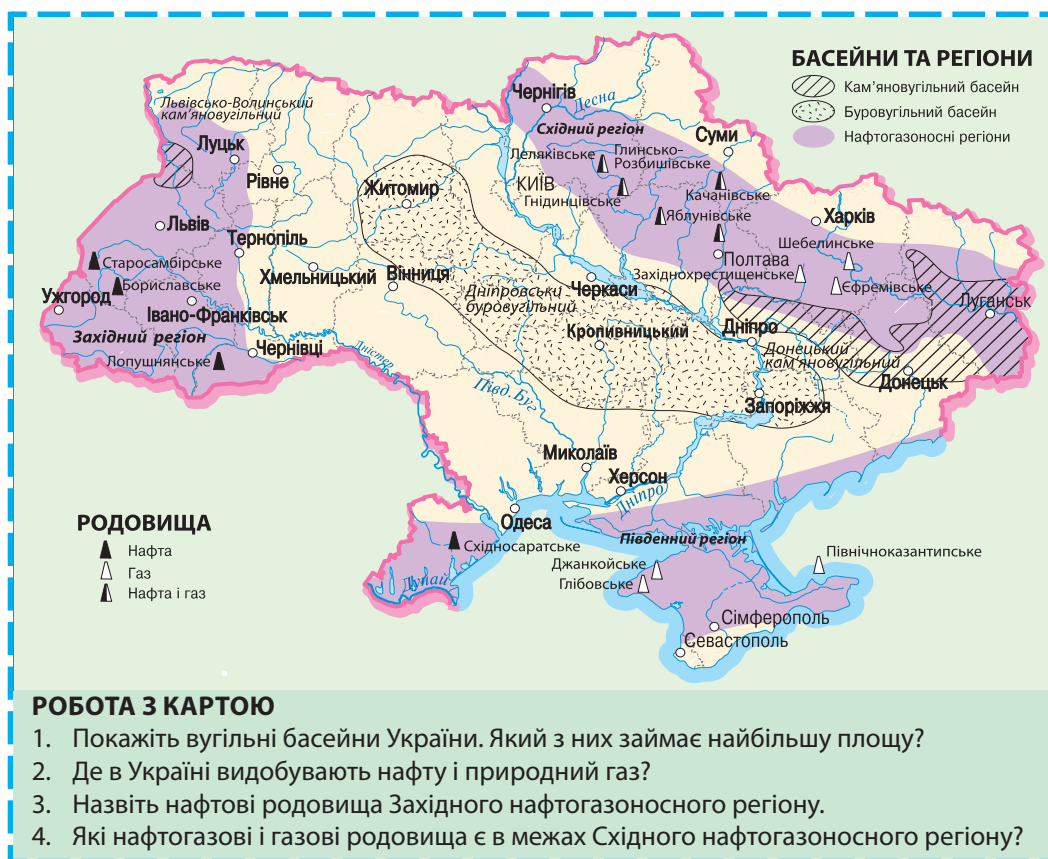 БАСЕЙНИ ТА РЕГІОНИ
Кам’яновугільний басейн
Буровугільний басейн
Нафтогазоносні регіони
Чернігів
Десна
Східний регіон
Суми
Львівсько-Волинський
кам’яновугільний
Луцьк
Рівне
Житомир
КИЇВ
Леляківське
Глинсько-
Розбишівське
Гнідинцівське
Качанівське
Яблунівське
Харків
Шебелинське
Полтава
Західнохрестищенське
Єфремівське
Львів
Тернопіль
Хмельницький
Вінниця
Старосамбірське
Бориславське
Ужгород
Івано-Франківськ
Західний регіон
Лопушнянське
Чернівці
Дністер
Черкаси
Дніпровський
буровугільний
Кропивницький
Дніпро
Луганськ
Донецький
кам’яновугільний
Донецьк
Запоріжжя
Півд. Буг
Миколаїв
Херсон
Дніпро
Одеса
Східносаратське
Дунай
Південний регіон
Джанкойське
Глібовське
Північноказантипське
Сімферополь
Севастополь
РОДОВИЩА
Нафта
Газ
Нафта і газ
РОБОТА З КАРТОЮ
1. Покажіть вугільні басейни України. Який з них займає найбільшу площу?
2. Де в Україні видобувають нафту і природний газ?
3. Назвіть нафтові родовища Західного нафтогазоносного регіону.
4. Які нафтогазові і газові родовища є в межах Східного нафтогазоносного регіону?